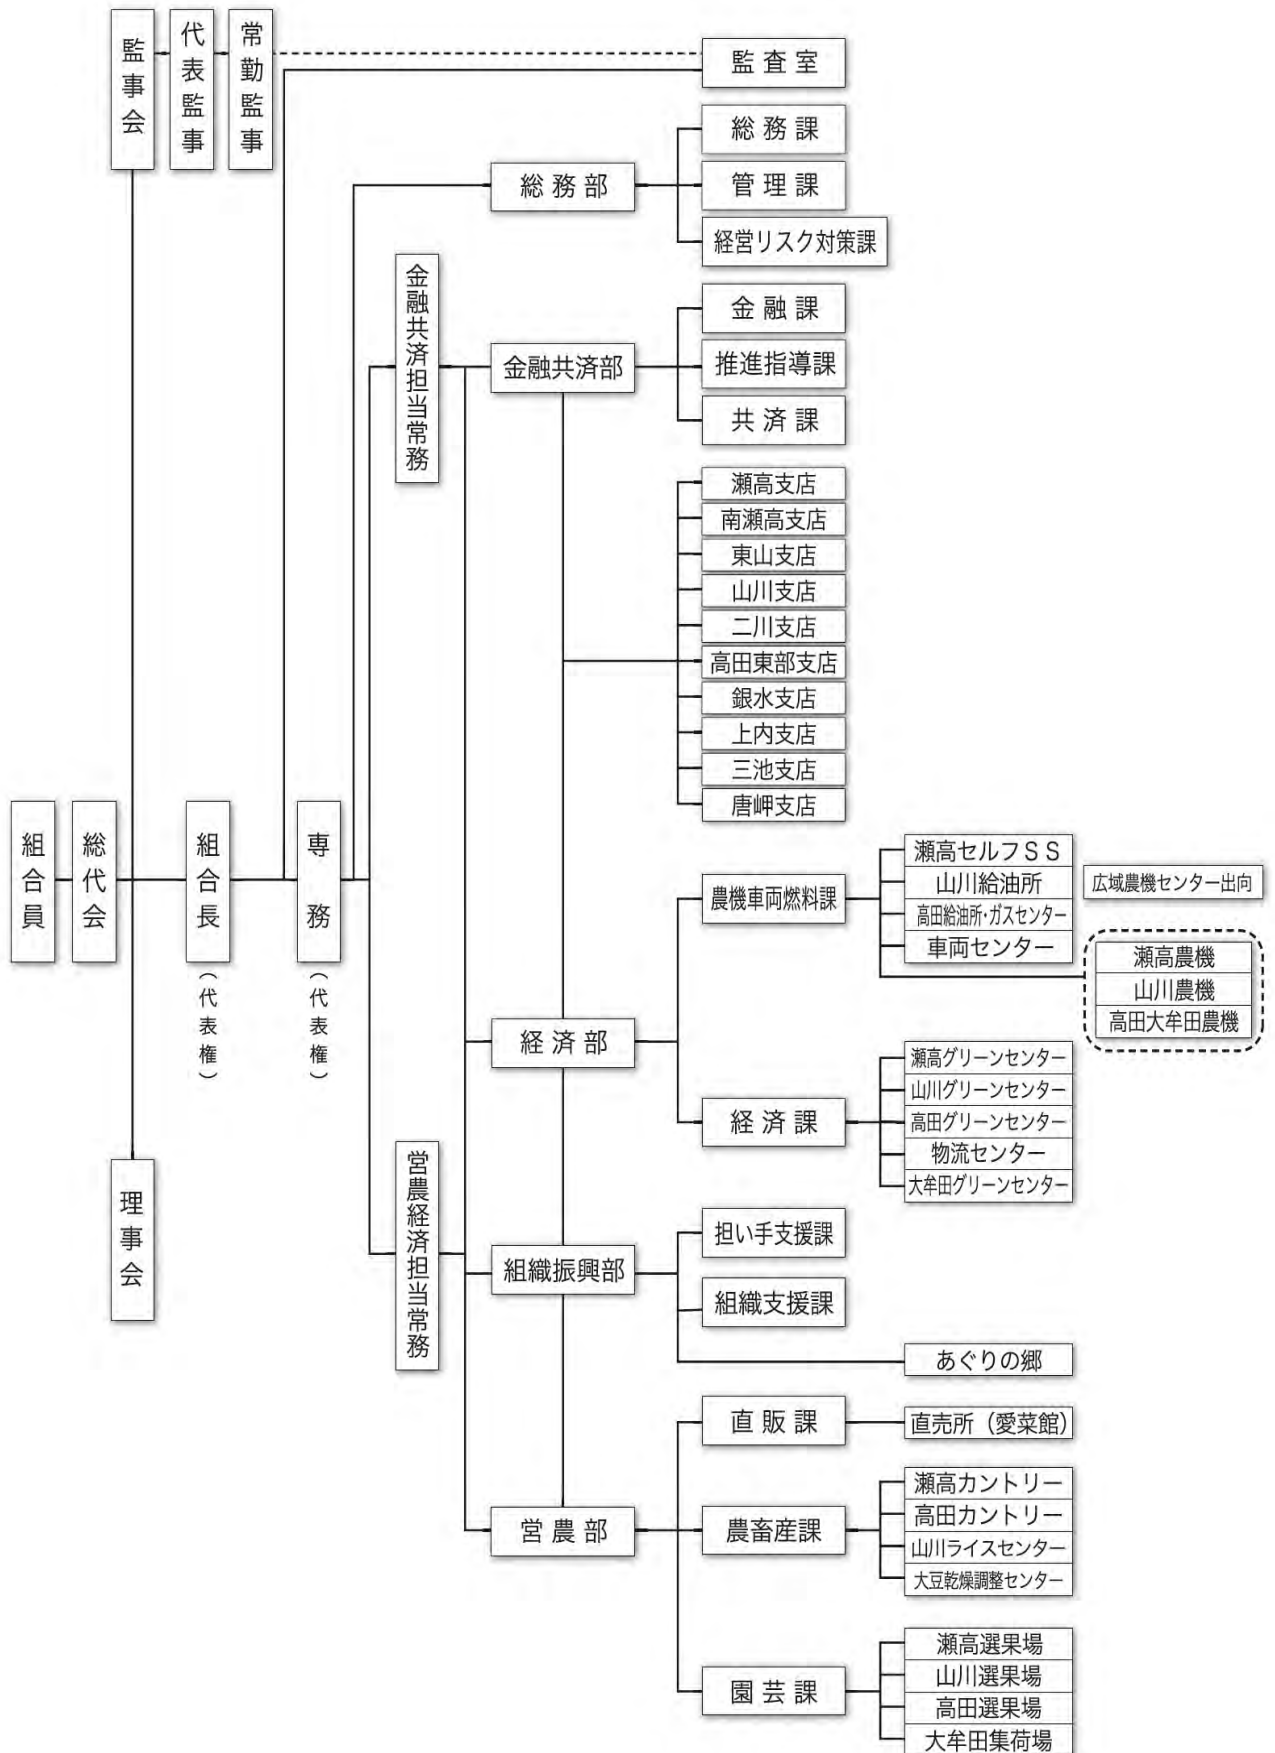 監事会
代表監事
常勤監事
監査室
総務部
総務課
管理課
経営リスク対策課
金融共済担当常務
金融共済部
金融課
推進指導課
共済課
瀬高支店
南瀬高支店
東山支店
山川支店
二川支店
高田東部支店
銀水支店
上内支店
三池支店
唐岬支店
組合員
総代会
組合長
（代表権）
専務
（代表権）
理事会
営農経済担当常務
経済部
農機車両燃料課
瀬高セルフＳＳ
山川給油所
高田給油所・ガスセンター
車両センター
広域農機センター出向
瀬高農機
山川農機
高田大牟田農機
経済課
瀬高グリーンセンター
山川グリーンセンター
高田グリーンセンター
物流センター
大牟田グリーンセンター
組織振興部
担い手支援課
組織支援課
あぐりの郷
営農部
直販課
直売所（愛菜館）
農畜産課
瀬高カントリー
高田カントリー
山川ライスセンター
大豆乾燥調整センター
園芸課
瀬高選果場
山川選果場
高田選果場
大牟田集荷場